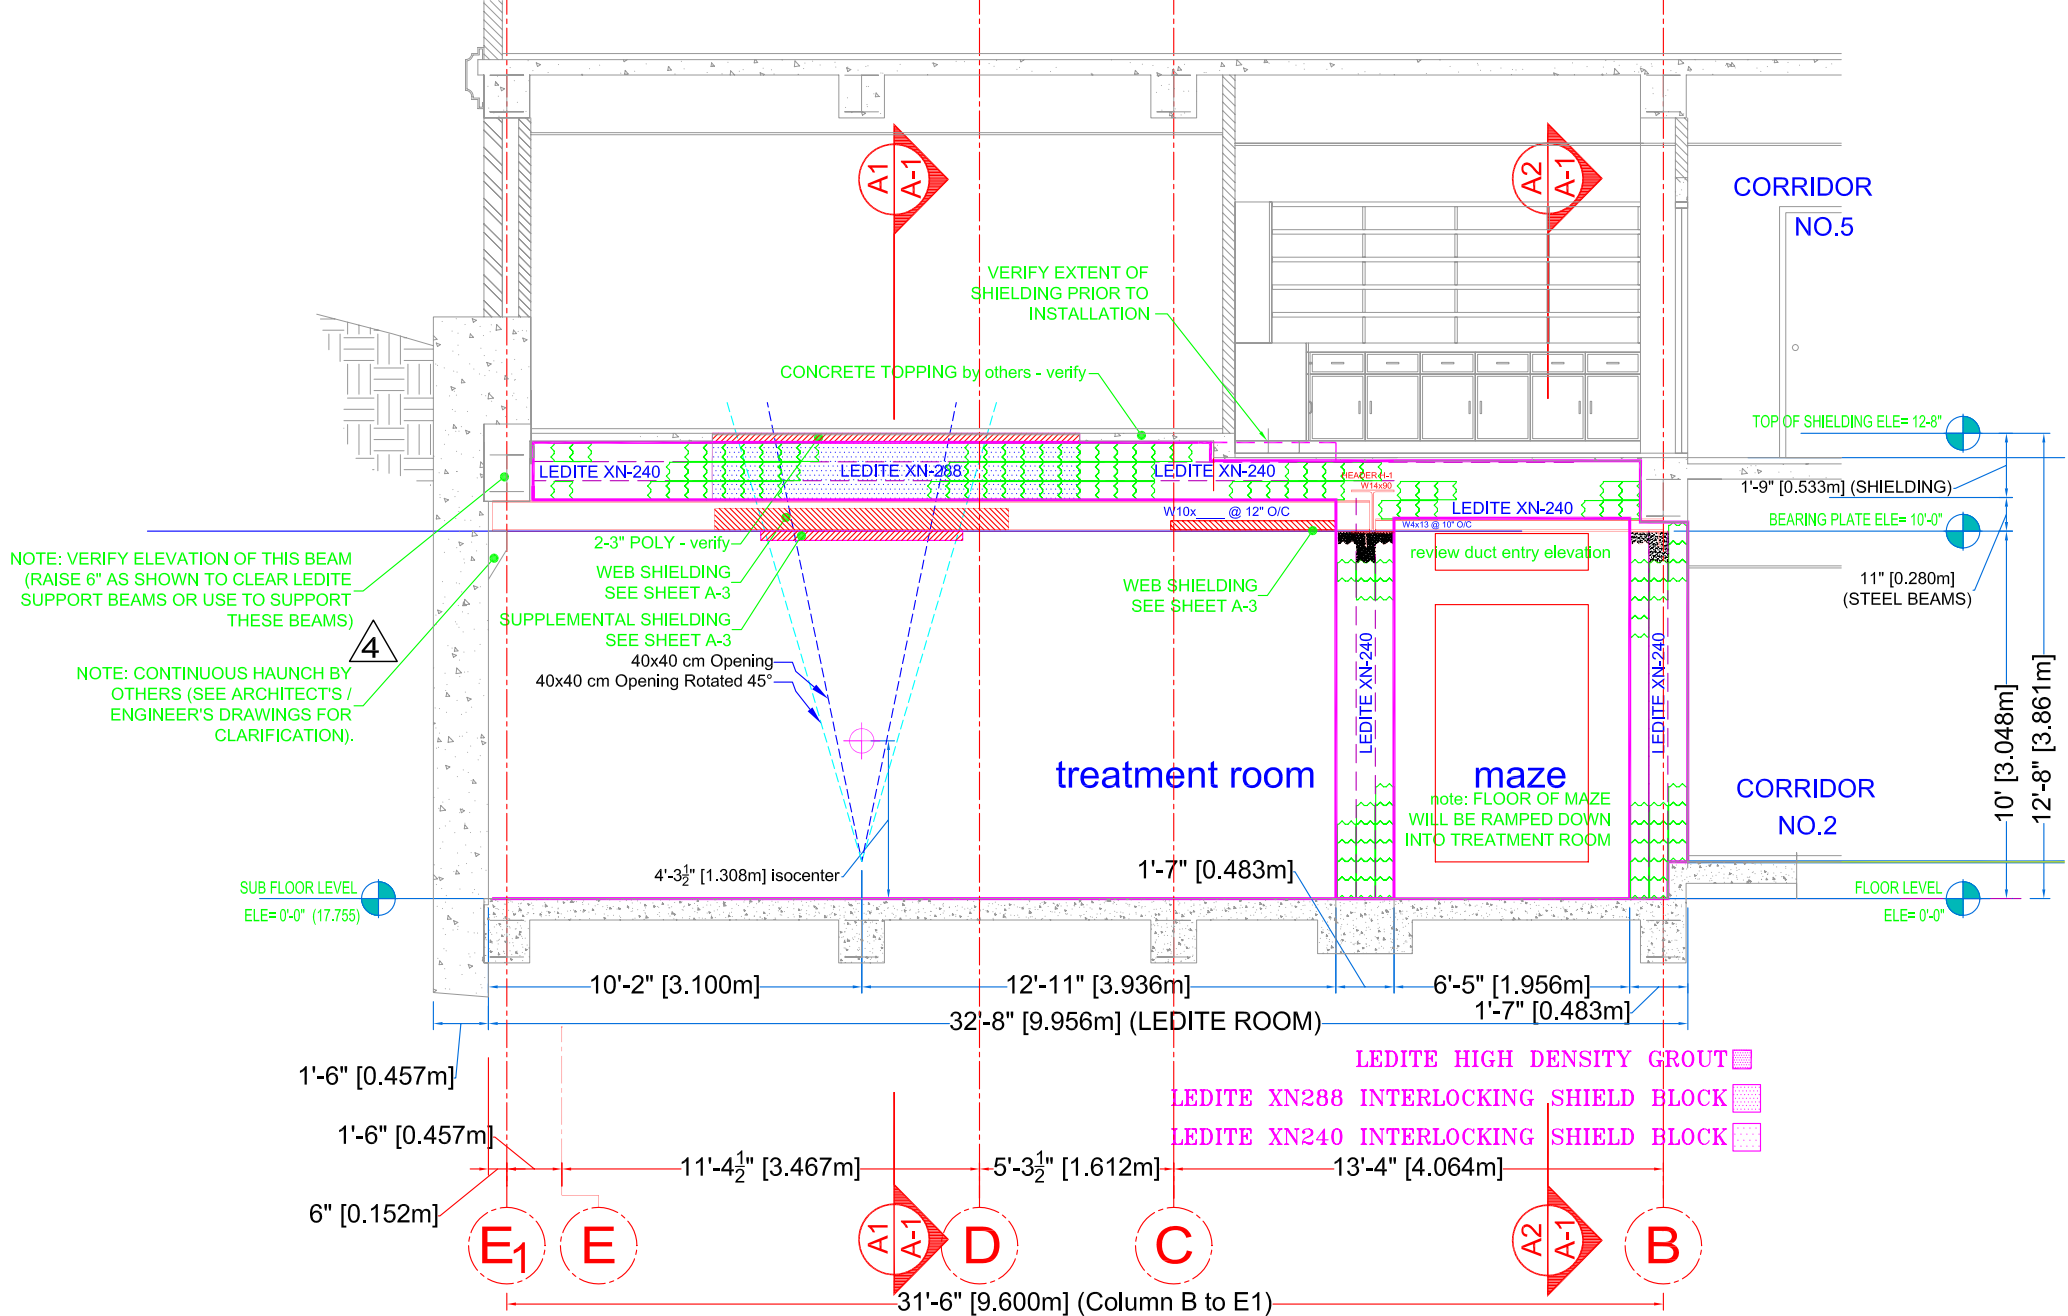 A1
A-1
A2
A-1
CORRIDOR
NO.5
VERIFY EXTENT OF
SHIELDING PRIOR TO
INSTALLATION
CONCRETE TOPPING by others - verify
TOP OF SHIELDING ELE= 12-8"
LEDITE XN-240
LEDITE XN-288
LEDITE XN-240
HEADER H-1
W14x90
1'-9" [0.533m] (SHIELDING)
LEDITE XN-240
W10x____ @ 12" O/C
W4x13 @ 10" O/C
BEARING PLATE ELE= 10'-0"
2-3" POLY - verify
review duct entry elevation
NOTE: VERIFY ELEVATION OF THIS BEAM
(RAISE 6" AS SHOWN TO CLEAR LEDITE
SUPPORT BEAMS OR USE TO SUPPORT
THESE BEAMS)
WEB SHIELDING
SEE SHEET A-3
WEB SHIELDING
SEE SHEET A-3
11" [0.280m]
(STEEL BEAMS)
SUPPLEMENTAL SHIELDING
SEE SHEET A-3
4
40x40 cm Opening
40x40 cm Opening Rotated 45°
NOTE: CONTINUOUS HAUNCH BY
OTHERS (SEE ARCHITECT'S /
ENGINEER'S DRAWINGS FOR
CLARIFICATION).
LEDITE XN-240
LEDITE XN-240
10' [3.048m]
12'-8" [3.861m]
treatment room
maze
note: FLOOR OF MAZE
WILL BE RAMPED DOWN
INTO TREATMENT ROOM
CORRIDOR
NO.2
4'-3½" [1.308m] isocenter
1'-7" [0.483m]
SUB FLOOR LEVEL
ELE= 0'-0" (17.755)
FLOOR LEVEL
ELE= 0'-0"
10'-2" [3.100m]
12'-11" [3.936m]
6'-5" [1.956m]
1'-7" [0.483m]
32'-8" [9.956m] (LEDITE ROOM)
1'-6" [0.457m]
LEDITE HIGH DENSITY GROUT
LEDITE XN288 INTERLOCKING SHIELD BLOCK
LEDITE XN240 INTERLOCKING SHIELD BLOCK
1'-6" [0.457m]
11'-4½" [3.467m]
5'-3½" [1.612m]
13'-4" [4.064m]
6" [0.152m]
E1
E
A1
A-1
D
C
A2
A-1
B
31'-6" [9.600m] (Column B to E1)